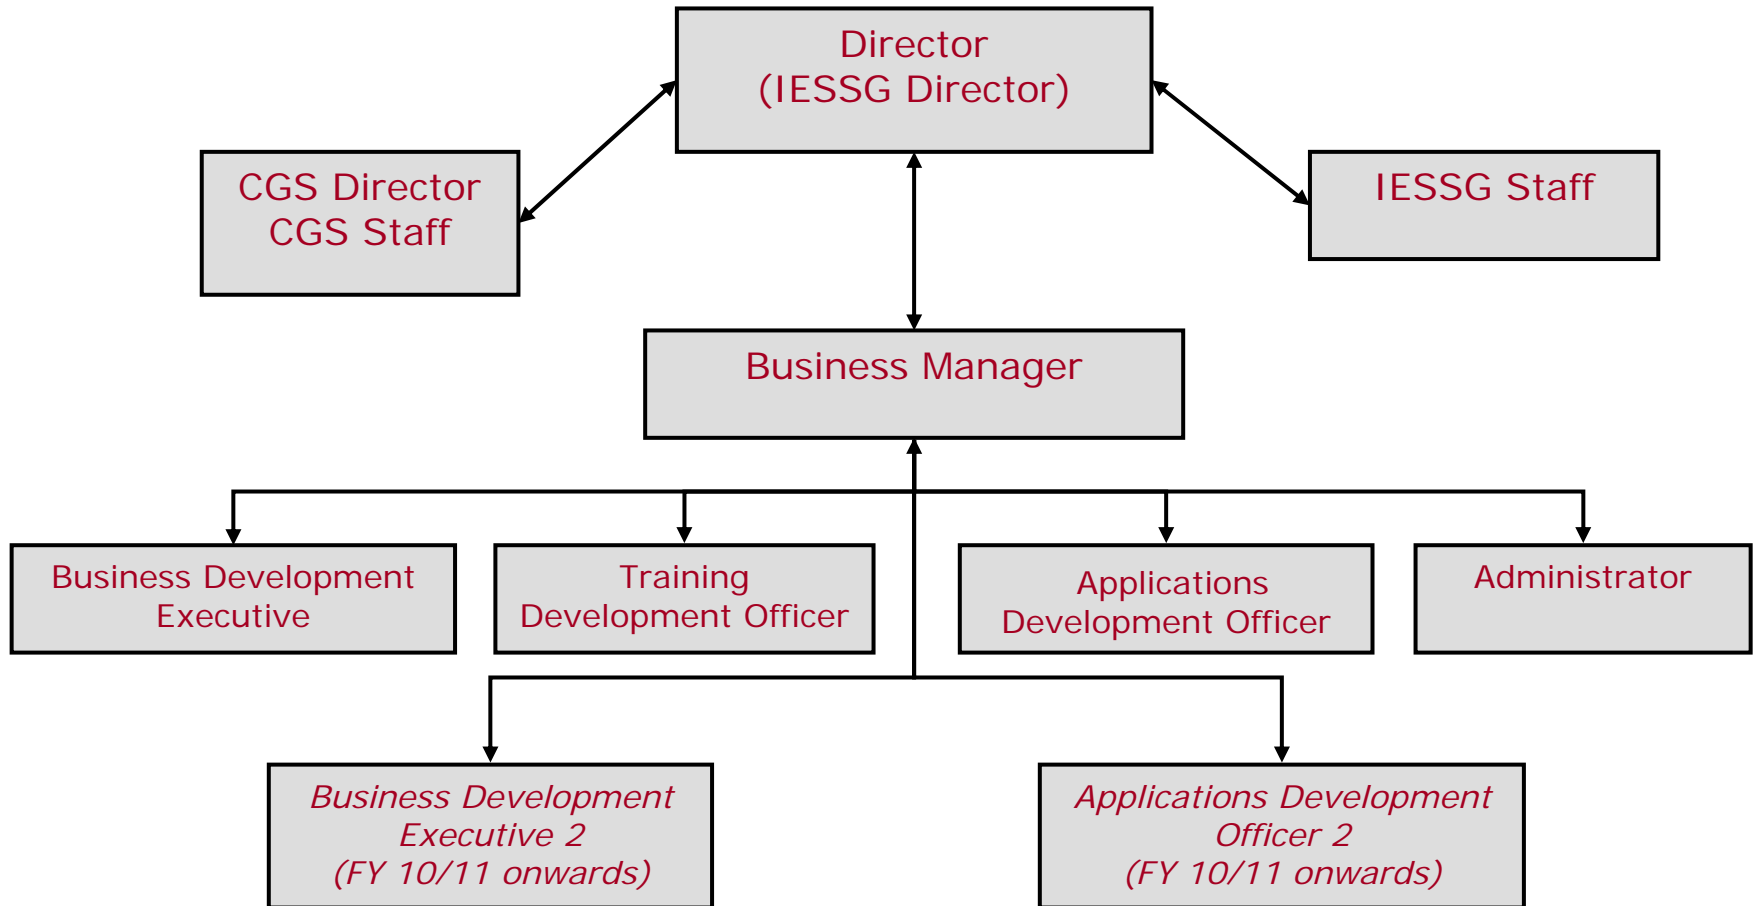 Director
(IESSG Director)
CGS Director
CGS Staff
IESSG Staff
Business Manager
Business Development
Executive
Training
Development Officer
Applications
Development Officer
Administrator
Business Development
Executive 2
(FY 10/11 onwards)
Applications Development
Officer 2
(FY 10/11 onwards)